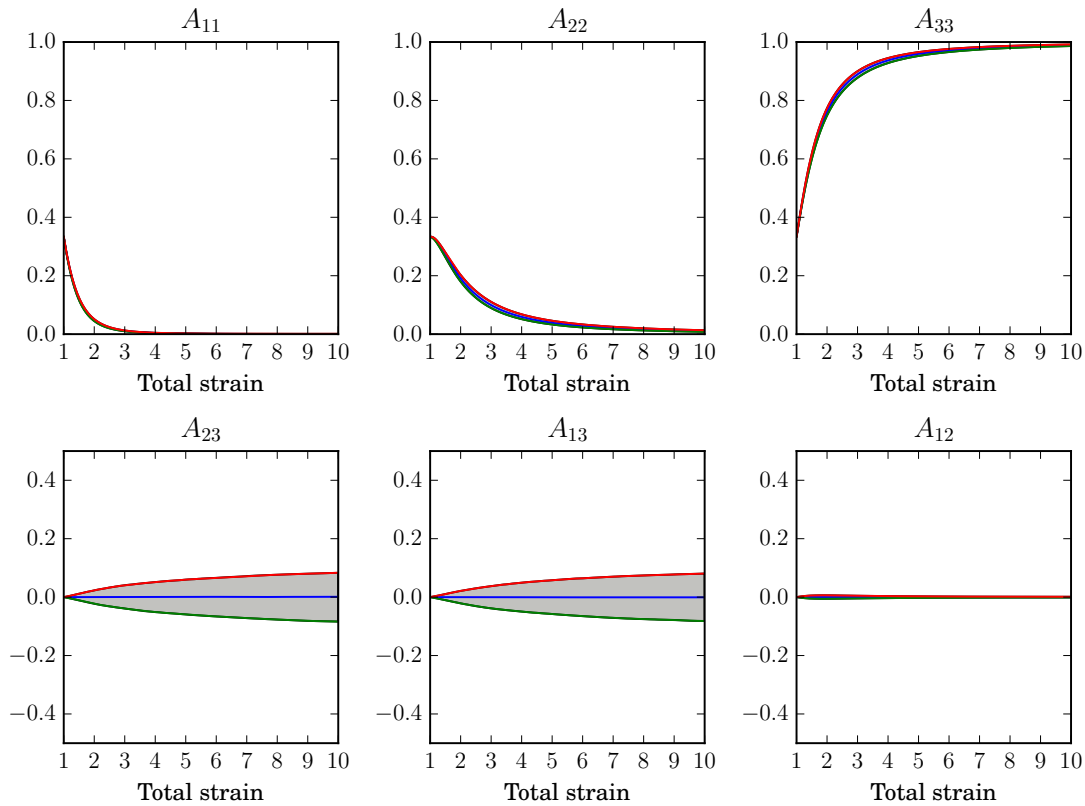 A₁₁ A₂₂ A₃₃
1.0 1.0 1.0
0.8 0.8 0.8
0.6 0.6 0.6
0.4 0.4 0.4
0.2 0.2 0.2
0.0 0.0 0.0
1 2 3 4 5 6 7 8 9 10 1 2 3 4 5 6 7 8 9 10 1 2 3 4 5 6 7 8 9 10
Total strain Total strain Total strain
A₂₃ A₁₃ A₁₂
0.4 0.4 0.4
0.2 0.2 0.2
0.0 0.0 0.0
−0.2 −0.2 −0.2
−0.4 −0.4 −0.4
1 2 3 4 5 6 7 8 9 10 1 2 3 4 5 6 7 8 9 10 1 2 3 4 5 6 7 8 9 10
Total strain Total strain Total strain